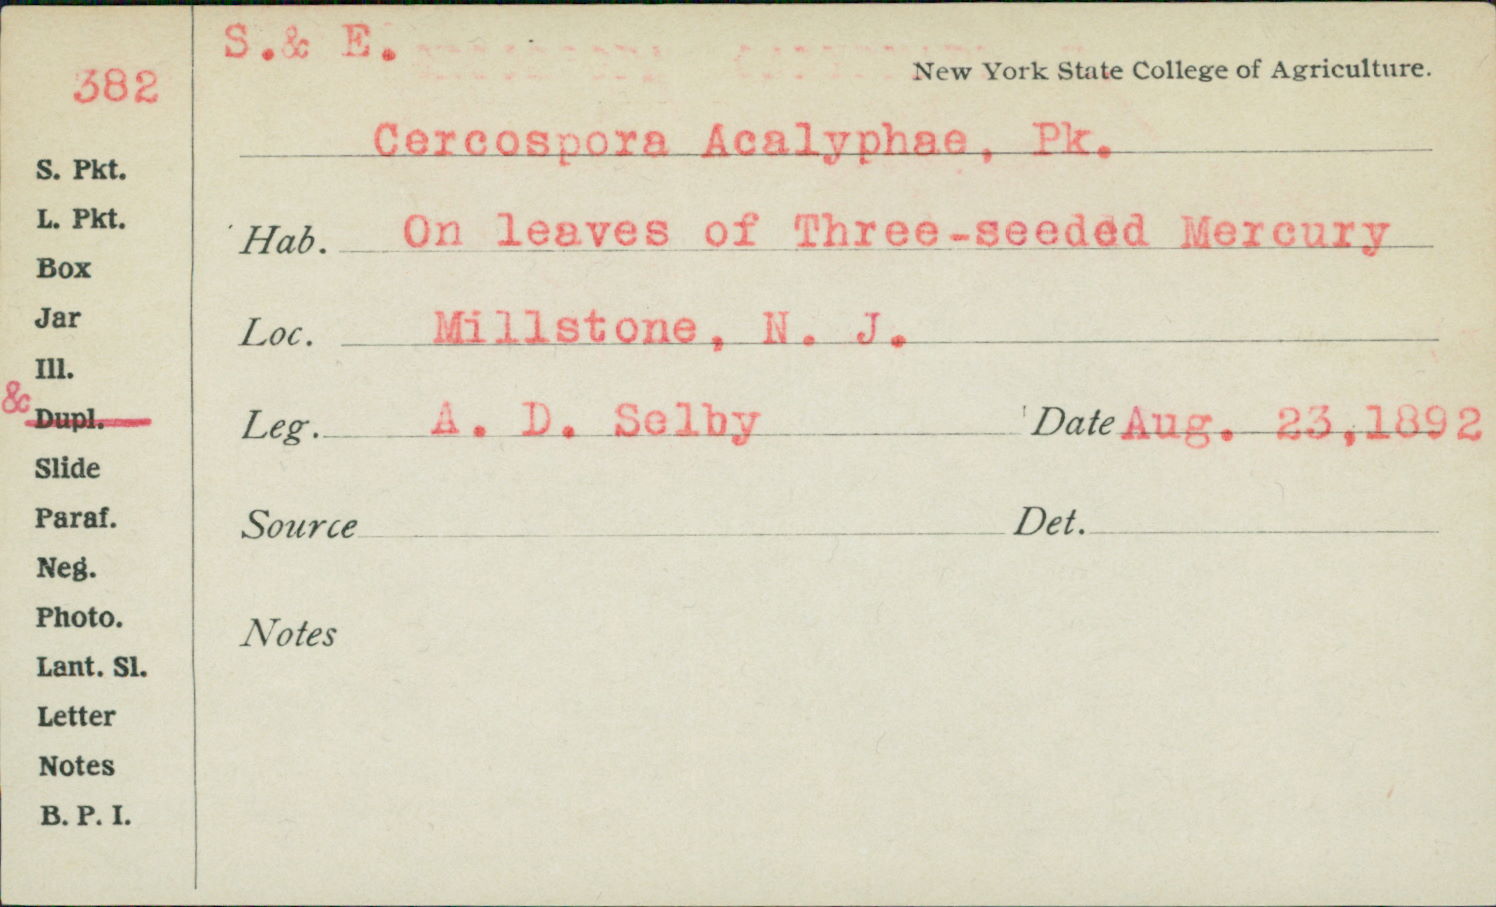 S.& E.
New York State College of Agriculture.
382
Cercospora Acalyphae, Pk.
S. Pkt.
L. Pkt.
Hab. On leaves of Three-seeded Mercury
Box
Jar
Loc. Millstone, N. J.
Ill.
& Dupl.
Leg. A. D. Selby Date Aug. 23,1892
Slide
Paraf.
Source Det.
Neg.
Photo.
Notes
Lant. Sl.
Letter
Notes
B. P. I.